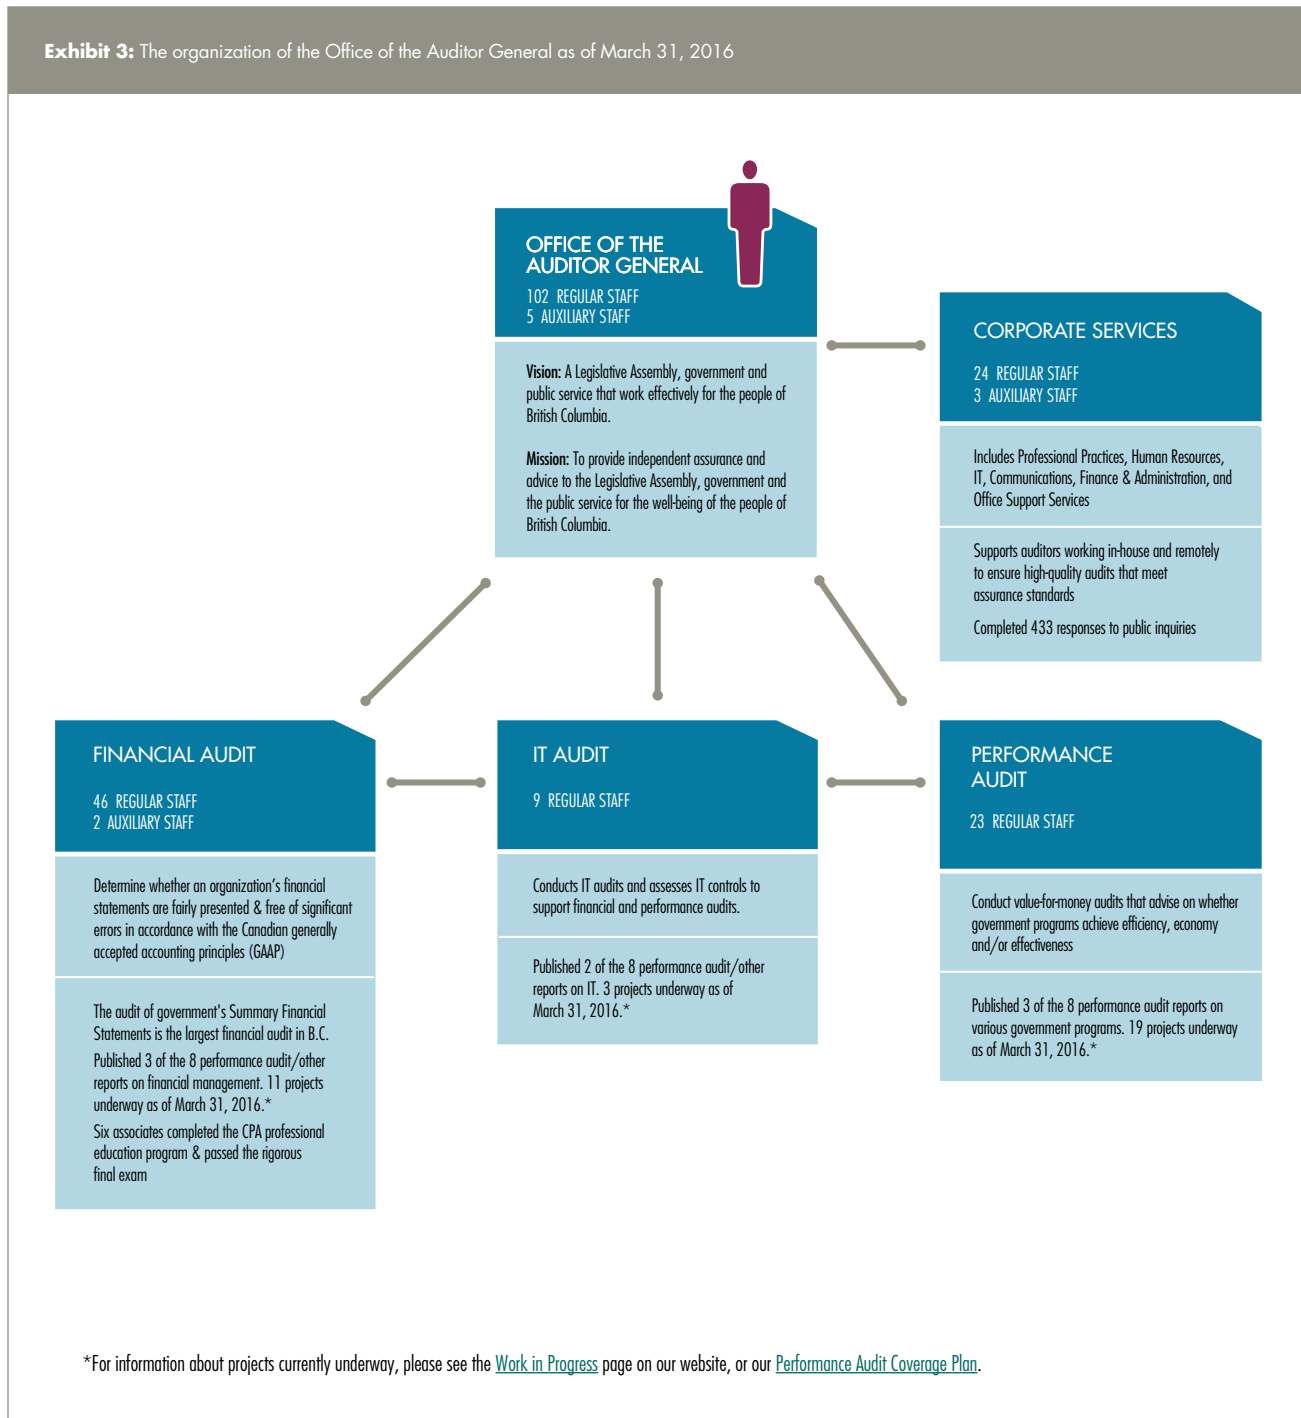 Exhibit 3: The organization of the Office of the Auditor General as of March 31, 2016
OFFICE OF THE
AUDITOR GENERAL
102 REGULAR STAFF
5 AUXILIARY STAFF
Vision: A Legislative Assembly, government and
public service that work effectively for the people of
British Columbia.
Mission: To provide independent assurance and
advice to the Legislative Assembly, government and
the public service for the well-being of the people of
British Columbia.
CORPORATE SERVICES
24 REGULAR STAFF
3 AUXILIARY STAFF
Includes Professional Practices, Human Resources,
IT, Communications, Finance & Administration, and
Office Support Services
Supports auditors working in-house and remotely
to ensure high-quality audits that meet
assurance standards
Completed 433 responses to public inquiries
FINANCIAL AUDIT
46 REGULAR STAFF
2 AUXILIARY STAFF
Determine whether an organization's financial
statements are fairly presented & free of significant
errors in accordance with the Canadian generally
accepted accounting principles (GAAP)
The audit of government's Summary Financial
Statements is the largest financial audit in B.C.
Published 3 of the 8 performance audit/other
reports on financial management. 11 projects
underway as of March 31, 2016.*
Six associates completed the CPA professional
education program & passed the rigorous
final exam
IT AUDIT
9 REGULAR STAFF
Conducts IT audits and assesses IT controls to
support financial and performance audits.
Published 2 of the 8 performance audit/other
reports on IT. 3 projects underway as of
March 31, 2016.*
PERFORMANCE
AUDIT
23 REGULAR STAFF
Conduct value-for-money audits that advise on whether
government programs achieve efficiency, economy
and/or effectiveness
Published 3 of the 8 performance audit reports on
various government programs. 19 projects underway
as of March 31, 2016.*
*For information about projects currently underway, please see the Work in Progress page on our website, or our Performance Audit Coverage Plan.